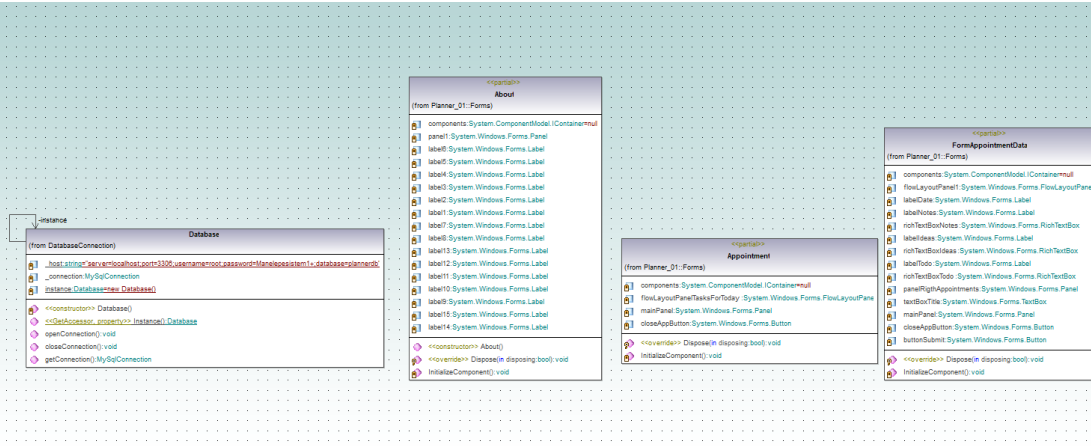 -instance
Database
(from DatabaseConnection)
_host:string="server=localhost;port=3306;username=root;password=Manelepesistem1+;database=plannerdb'
_connection:MySqlConnection
instance:Database=new Database()
<<constructor>> Database()
<<GetAccessor, property>> Instance():Database
openConnection():void
closeConnection():void
getConnection():MySqlConnection
<<partial>>
About
(from Planner_01::Forms)
components:System.ComponentModel.IContainer=null
panel1:System.Windows.Forms.Panel
label6:System.Windows.Forms.Label
label5:System.Windows.Forms.Label
label4:System.Windows.Forms.Label
label3:System.Windows.Forms.Label
label2:System.Windows.Forms.Label
label1:System.Windows.Forms.Label
label7:System.Windows.Forms.Label
label8:System.Windows.Forms.Label
label13:System.Windows.Forms.Label
label12:System.Windows.Forms.Label
label11:System.Windows.Forms.Label
label10:System.Windows.Forms.Label
label9:System.Windows.Forms.Label
label15:System.Windows.Forms.Label
label14:System.Windows.Forms.Label
<<constructor>> About()
<<override>> Dispose(in disposing:bool):void
InitializeComponent():void
<<partial>>
Appointment
(from Planner_01::Forms)
components:System.ComponentModel.IContainer=null
flowLayoutPanelTasksForToday:System.Windows.Forms.FlowLayoutPane
mainPanel:System.Windows.Forms.Panel
closeAppButton:System.Windows.Forms.Button
<<override>> Dispose(in disposing:bool):void
InitializeComponent():void
<<partial>>
FormAppointmentData
(from Planner_01::Forms)
components:System.ComponentModel.IContainer=null
flowLayoutPanel1:System.Windows.Forms.FlowLayoutPane
labelDate:System.Windows.Forms.Label
labelNotes:System.Windows.Forms.Label
richTextBoxNotes:System.Windows.Forms.RichTextBox
labelIdeas:System.Windows.Forms.Label
richTextBoxIdeas:System.Windows.Forms.RichTextBox
labelTodo:System.Windows.Forms.Label
richTextBoxTodo:System.Windows.Forms.RichTextBox
panelRigthAppointments:System.Windows.Forms.Panel
textBoxTitle:System.Windows.Forms.TextBox
mainPanel:System.Windows.Forms.Panel
closeAppButton:System.Windows.Forms.Button
buttonSubmit:System.Windows.Forms.Button
<<override>> Dispose(in disposing:bool):void
InitializeComponent():void